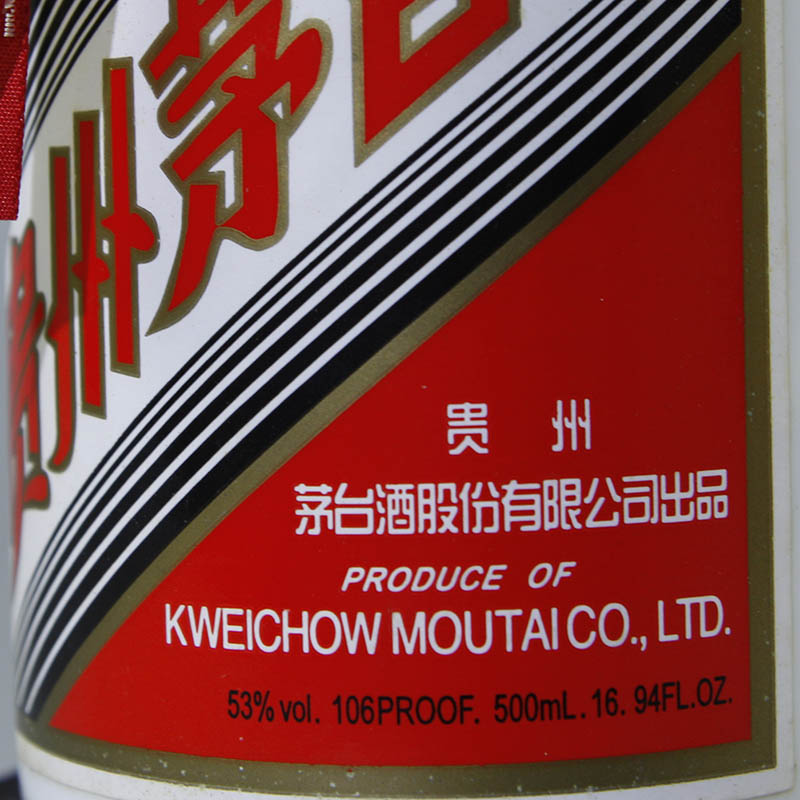 贵州茅台
贵 州
茅台酒股份有限公司出品
PRODUCE OF
KWEICHOW MOUTAI CO., LTD.
53% vol. 106PROOF. 500mL. 16. 94FL.OZ.